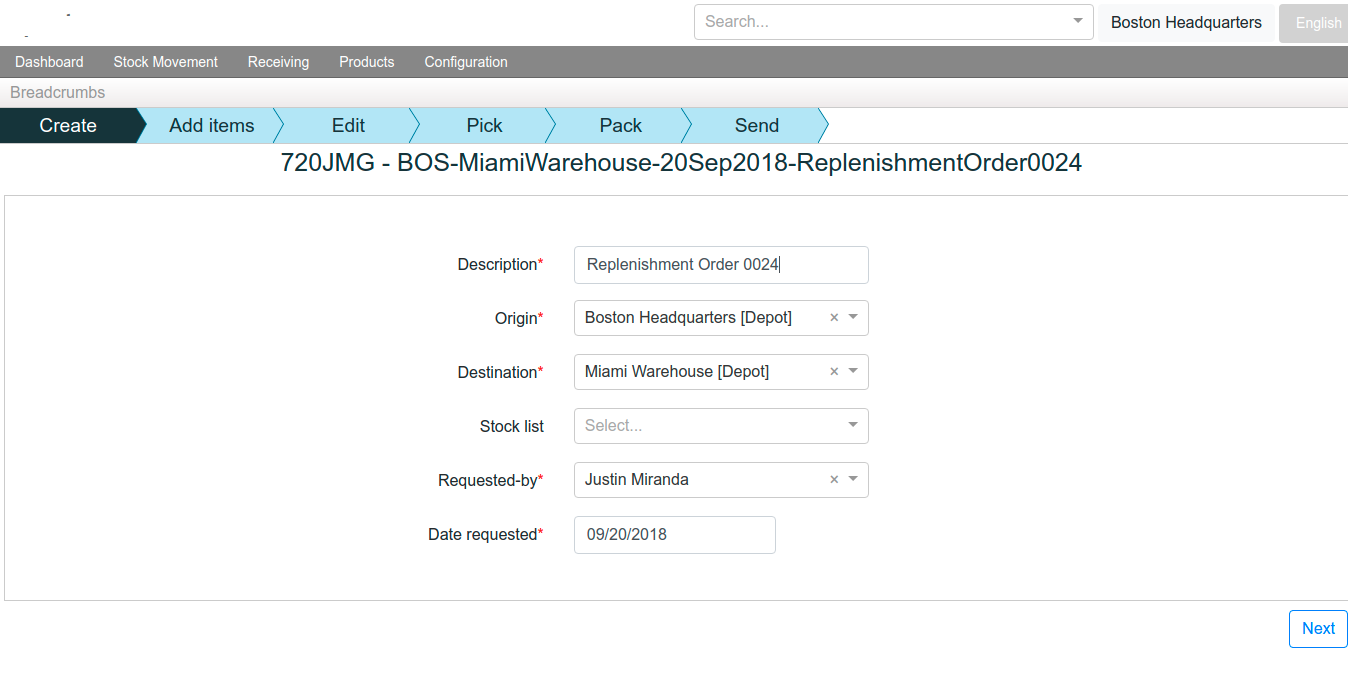 Search...
Boston Headquarters
English
Dashboard Stock Movement Receiving Products Configuration
Breadcrumbs
Create Add items Edit Pick Pack Send
720JMG - BOS-MiamiWarehouse-20Sep2018-ReplenishmentOrder0024
Description* Replenishment Order 0024
Origin* Boston Headquarters [Depot] ×
Destination* Miami Warehouse [Depot] ×
Stock list Select...
Requested-by* Justin Miranda ×
Date requested* 09/20/2018
Next